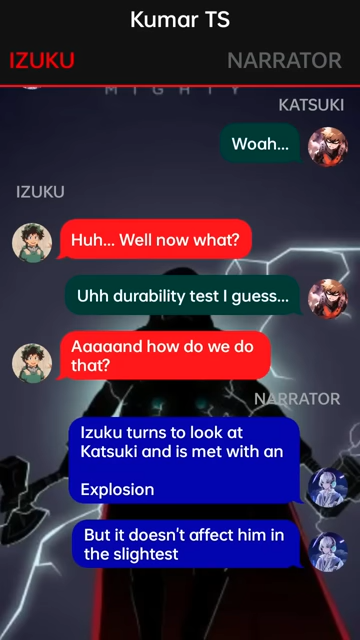 Kumar TS
IZUKU
NARRATOR
MIGHTY
KATSUKI
Woah...
IZUKU
Huh... Well now what?
Uhh durability test I guess...
Aaaaand how do we do
that?
NARRATOR
Izuku turns to look at
Katsuki and is met with an
Explosion
But it doesn't affect him in
the slightest